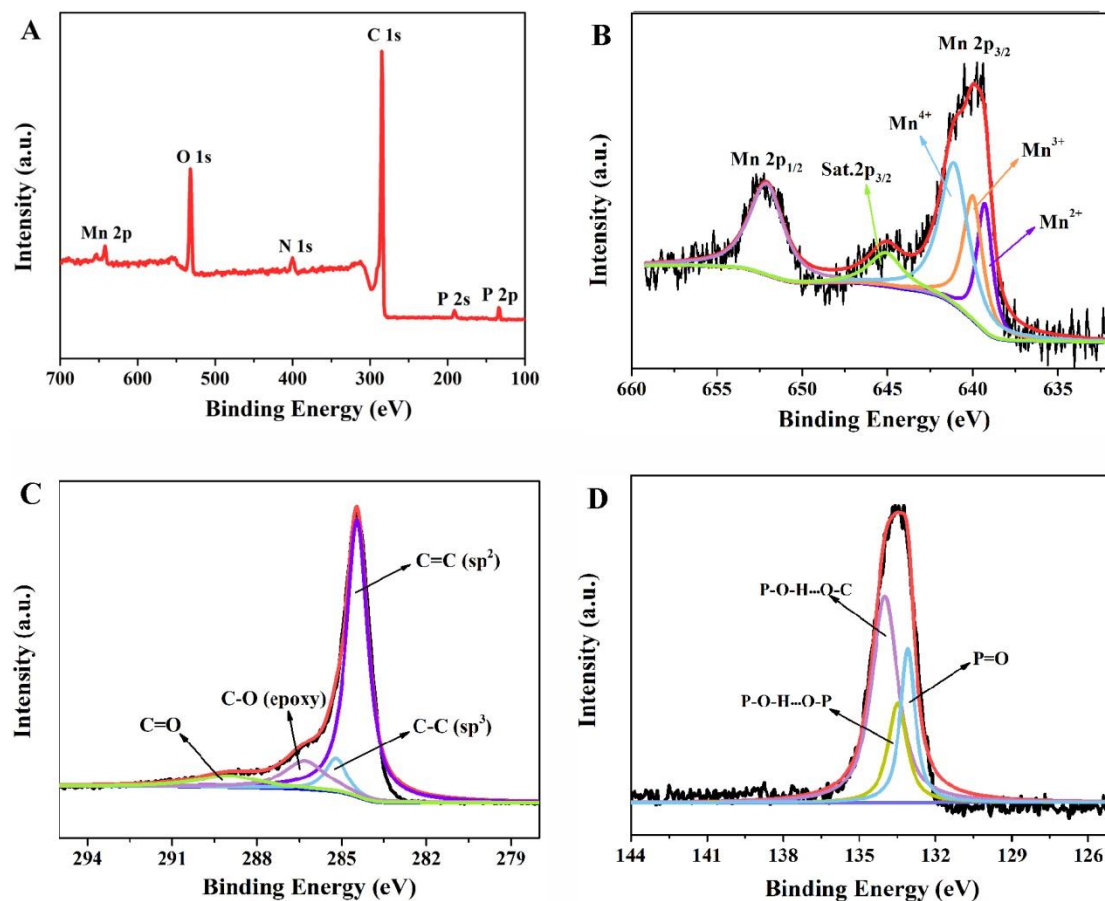 A
C 1s
O 1s
Mn 2p
N 1s
P 2s
P 2p
Intensity (a.u.)
700 600 500 400 300 200 100
Binding Energy (eV)
B
Mn 2p3/2
Mn4+
Mn3+
Mn 2p1/2
Sat.2p3/2
Mn2+
Intensity (a.u.)
660 655 650 645 640 635
Binding Energy (eV)
C
C=C (sp2)
C-O (epoxy)
C=O
C-C (sp3)
Intensity (a.u.)
294 291 288 285 282 279
Binding Energy (eV)
D
P-O-H...O-C
P=O
P-O-H...O-P
Intensity (a.u.)
144 141 138 135 132 129 126
Binding Energy (eV)